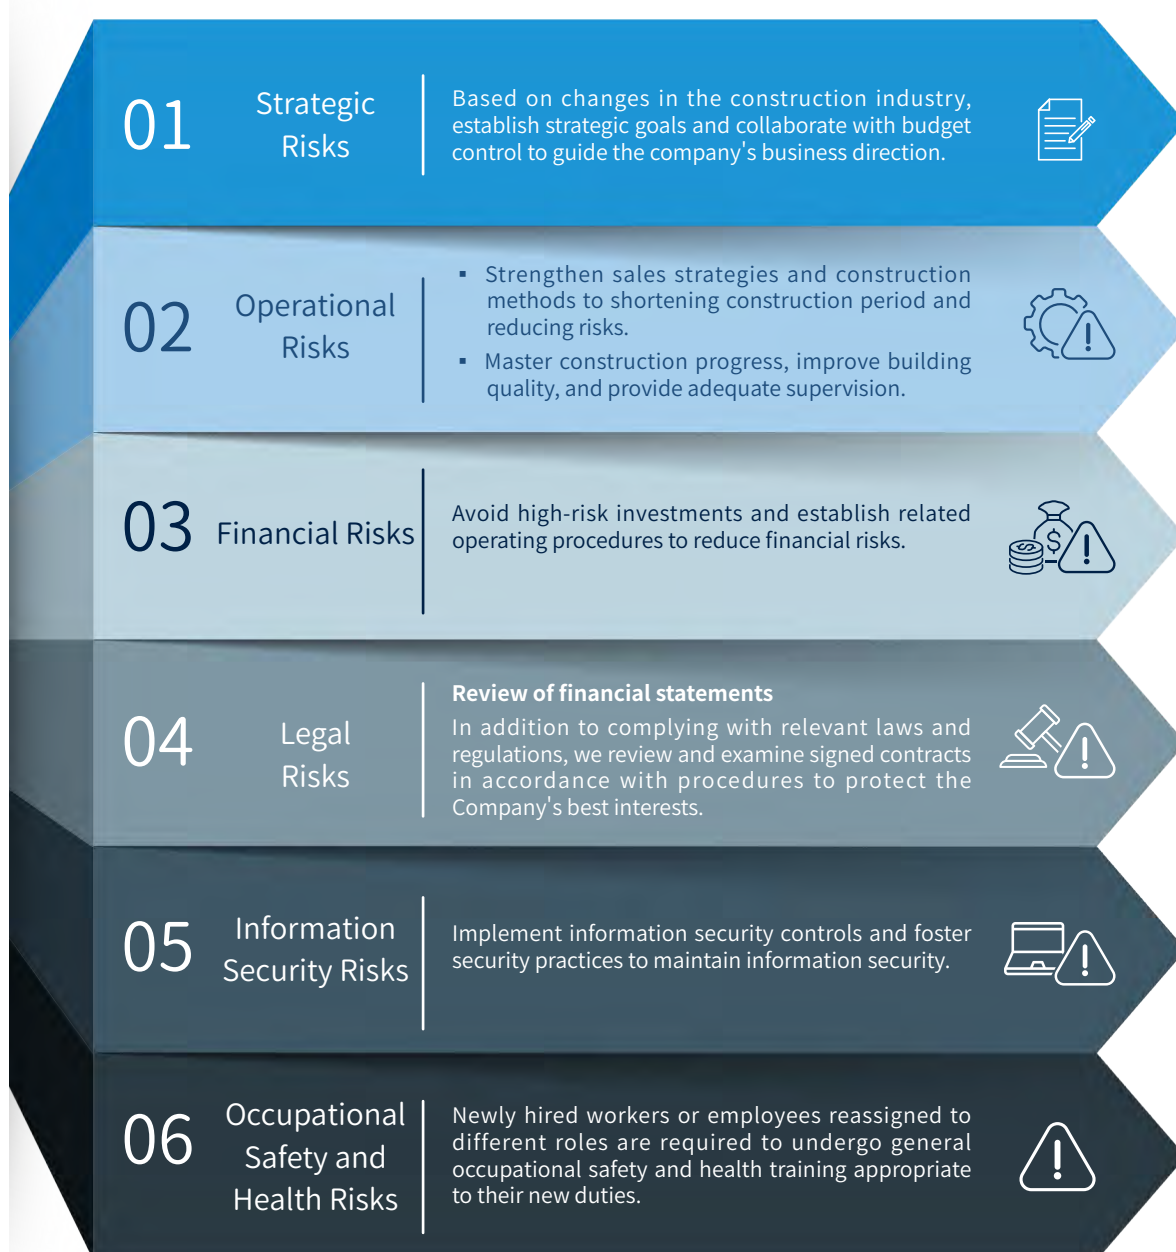 01
Strategic
Risks
Based on changes in the construction industry,
establish strategic goals and collaborate with budget
control to guide the company's business direction.
02
Operational
Risks
▪ Strengthen sales strategies and construction
methods to shortening construction period and
reducing risks.
▪ Master construction progress, improve building
quality, and provide adequate supervision.
03
Financial Risks
Avoid high-risk investments and establish related
operating procedures to reduce financial risks.
04
Legal
Risks
Review of financial statements
In addition to complying with relevant laws and
regulations, we review and examine signed contracts
in accordance with procedures to protect the
Company's best interests.
05
Information
Security Risks
Implement information security controls and foster
security practices to maintain information security.
06
Occupational
Safety and
Health Risks
Newly hired workers or employees reassigned to
different roles are required to undergo general
occupational safety and health training appropriate
to their new duties.